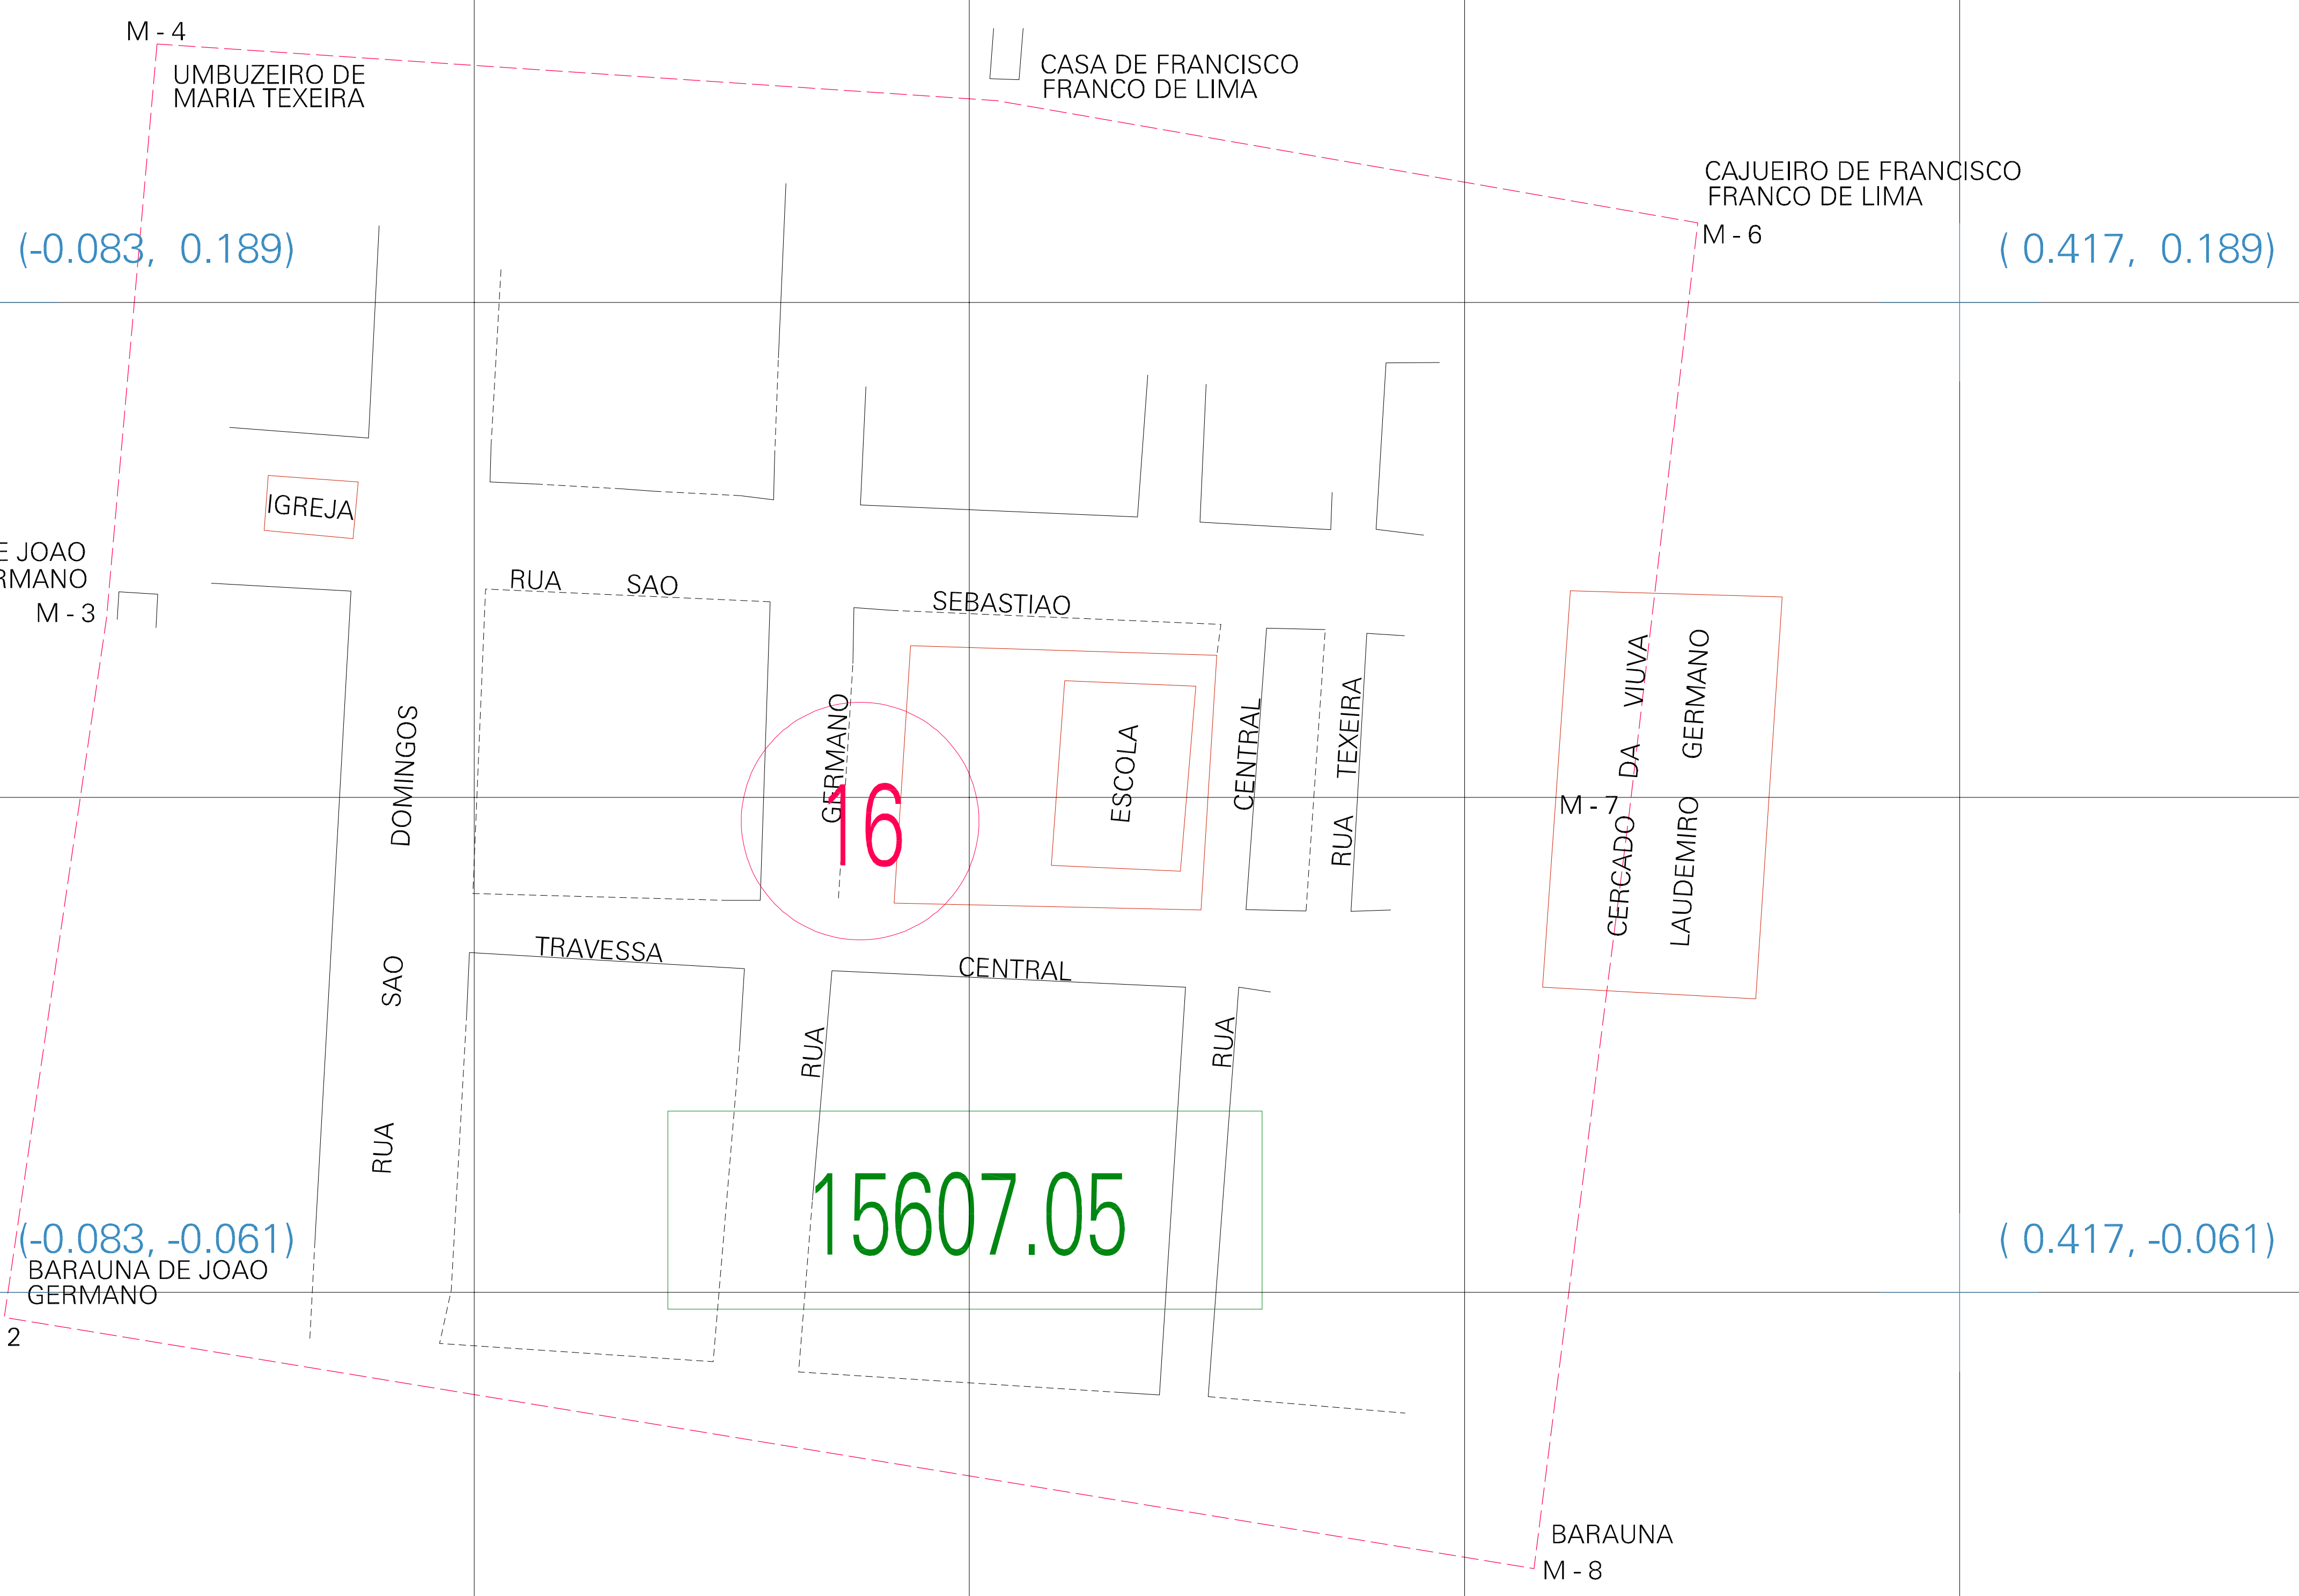 M - 4
UMBUZEIRO DE
MARIA TEXEIRA
CASA DE FRANCISCO
FRANCO DE LIMA
CAJUEIRO DE FRANCISCO
FRANCO DE LIMA
M - 6
(-0.083, 0.189)
( 0.417, 0.189)
IGREJA
E JOAO
RMANO
M - 3
RUA SAO SEBASTIAO
RUA SAO DOMINGOS
RUA GERMANO
16
ESCOLA
RUA CENTRAL
RUA TEXEIRA
M - 7
CERCADO DA VIUVA
LAUDEMIRO GERMANO
TRAVESSA CENTRAL
15607.05
(-0.083, -0.061)
( 0.417, -0.061)
BARAUNA DE JOAO
GERMANO
2
BARAUNA
M - 8